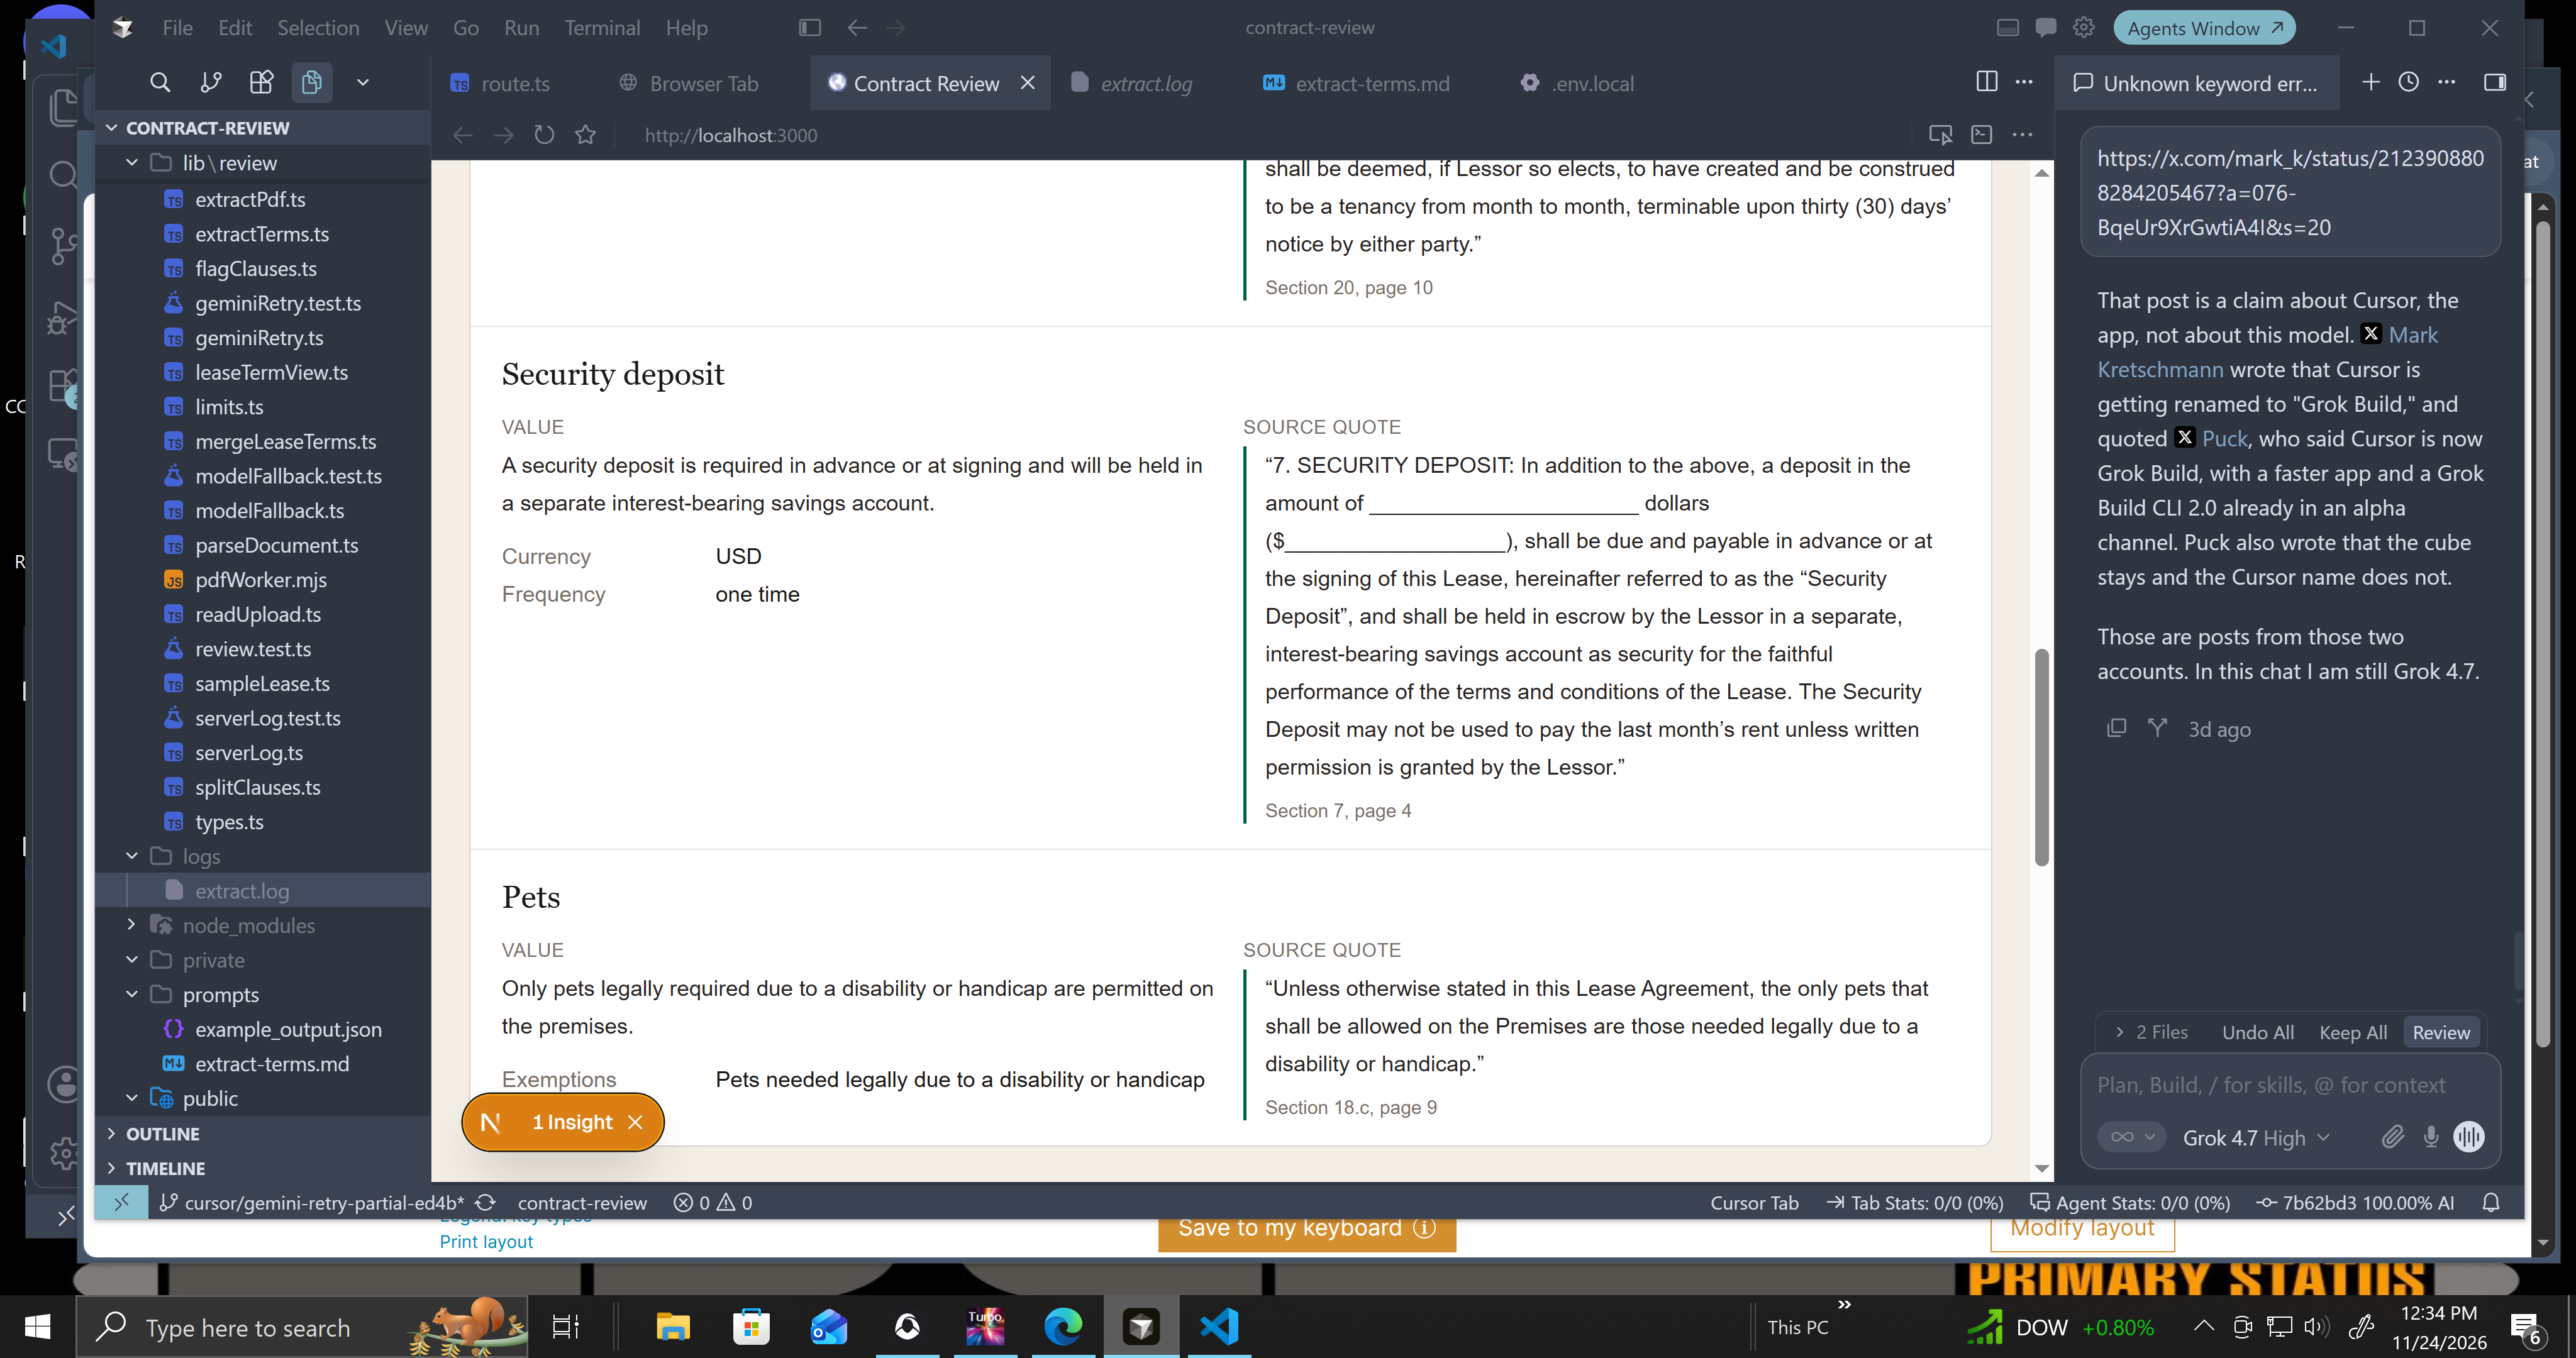 File Edit Selection View Go Run Terminal Help
contract-review
Agents Window
route.ts
Browser Tab
Contract Review
extract.log
extract-terms.md
.env.local
Unknown keyword err...
http://localhost:3000
CONTRACT-REVIEW
lib\review
extractPdf.ts
extractTerms.ts
flagClauses.ts
geminiRetry.test.ts
geminiRetry.ts
leaseTermView.ts
limits.ts
mergeLeaseTerms.ts
modelFallback.test.ts
modelFallback.ts
parseDocument.ts
pdfWorker.mjs
readUpload.ts
review.test.ts
sampleLease.ts
serverLog.test.ts
serverLog.ts
splitClauses.ts
types.ts
logs
extract.log
node_modules
private
prompts
example_output.json
extract-terms.md
public
OUTLINE
TIMELINE
shall be deemed, if Lessor so elects, to have created and be construed
to be a tenancy from month to month, terminable upon thirty (30) days’
notice by either party.”
Section 20, page 10
Security deposit
VALUE
A security deposit is required in advance or at signing and will be held in
a separate interest-bearing savings account.
Currency USD
Frequency one time
SOURCE QUOTE
“7. SECURITY DEPOSIT: In addition to the above, a deposit in the
amount of ______________________ dollars
($__________________), shall be due and payable in advance or at
the signing of this Lease, hereinafter referred to as the “Security
Deposit”, and shall be held in escrow by the Lessor in a separate,
interest-bearing savings account as security for the faithful
performance of the terms and conditions of the Lease. The Security
Deposit may not be used to pay the last month’s rent unless written
permission is granted by the Lessor.”
Section 7, page 4
Pets
VALUE
Only pets legally required due to a disability or handicap are permitted on
the premises.
Exemptions Pets needed legally due to a disability or handicap
SOURCE QUOTE
“Unless otherwise stated in this Lease Agreement, the only pets that
shall be allowed on the Premises are those needed legally due to a
disability or handicap.”
Section 18.c, page 9
N 1 Insight
https://x.com/mark_k/status/212390880
8284205467?a=076-
BqeUr9XrGwtiA4I&s=20
That post is a claim about Cursor, the
app, not about this model. X Mark
Kretschmann wrote that Cursor is
getting renamed to "Grok Build," and
quoted X Puck, who said Cursor is now
Grok Build, with a faster app and a Grok
Build CLI 2.0 already in an alpha
channel. Puck also wrote that the cube
stays and the Cursor name does not.
Those are posts from those two
accounts. In this chat I am still Grok 4.7.
3d ago
2 Files Undo All Keep All Review
Plan, Build, / for skills, @ for context
Grok 4.7 High
at
cursor/gemini-retry-partial-ed4b*
contract-review
0 0
Cursor Tab
Tab Stats: 0/0 (0%)
Agent Stats: 0/0 (0%)
7b62bd3 100.00% AI
Legend: key types
Print layout
Save to my keyboard
Modify layout
PRIMARY STATUS
Type here to search
Turbo
This PC
DOW +0.80%
12:34 PM
11/24/2026
6